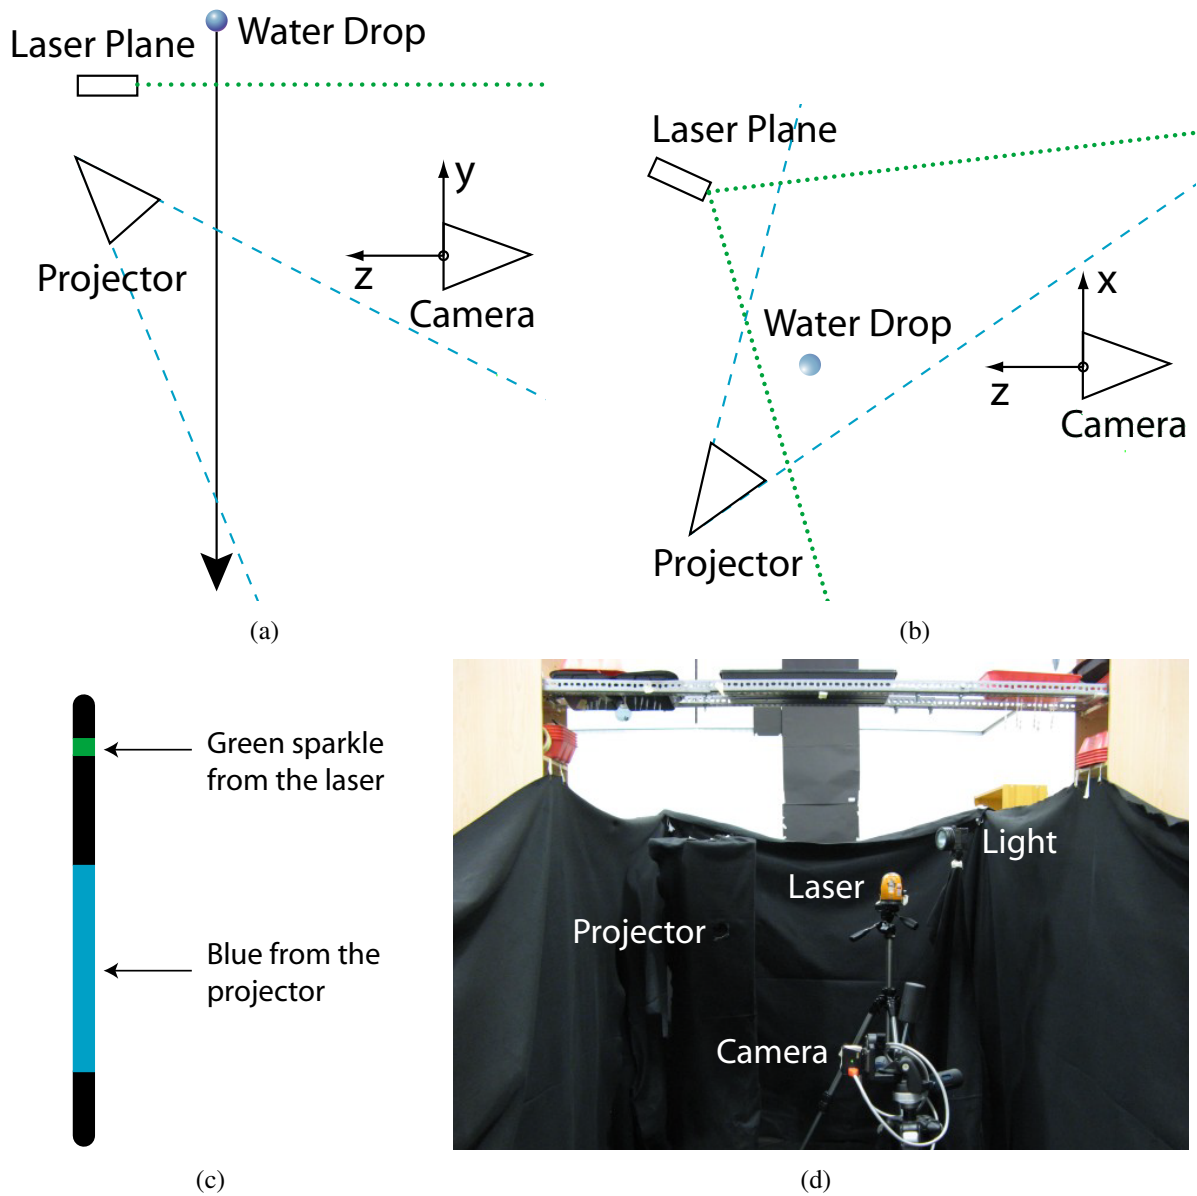 Water Drop
Laser Plane
y
z
Projector
Camera
(a)
Laser Plane
x
Water Drop
z
Camera
Projector
(b)
Green sparkle
from the laser
Blue from the
projector
(c)
Light
Laser
Projector
Camera
(d)